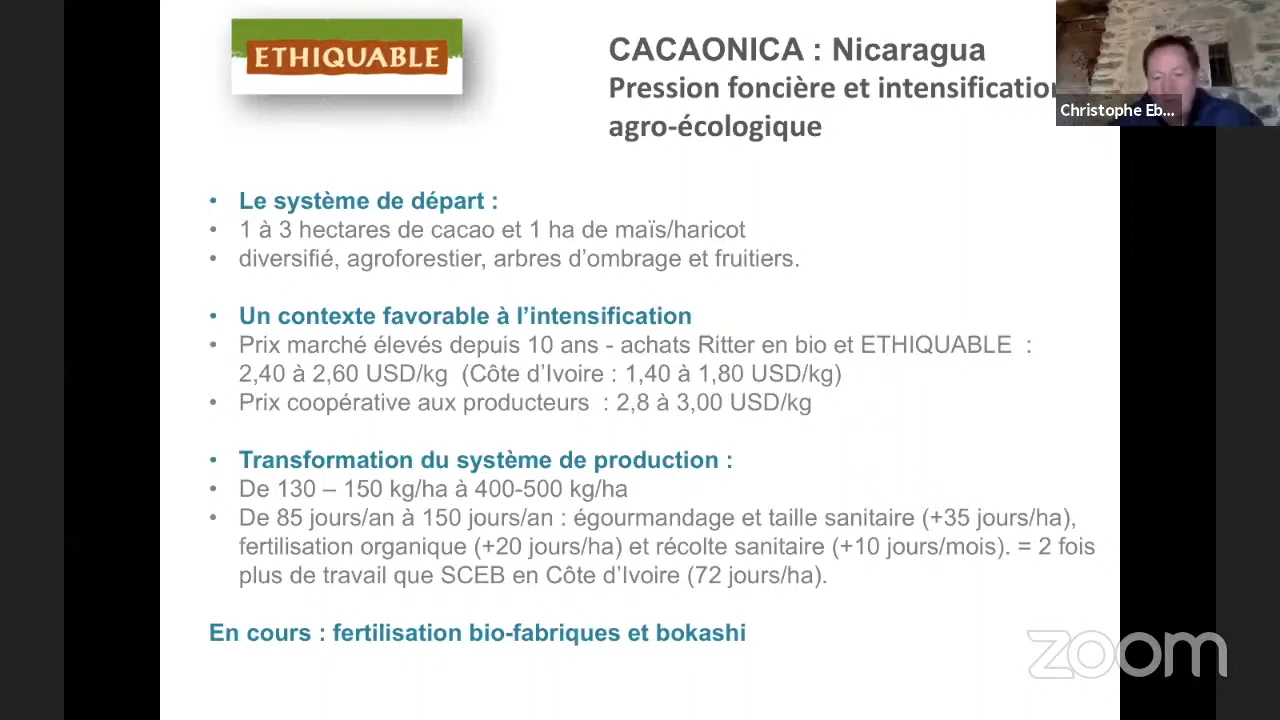 ETHIQUABLE
CACAONICA : Nicaragua
Pression foncière et intensification
agro-écologique
Christophe Eb...
• Le système de départ :
• 1 à 3 hectares de cacao et 1 ha de maïs/haricot
• diversifié, agroforestier, arbres d’ombrage et fruitiers.
• Un contexte favorable à l’intensification
• Prix marché élevés depuis 10 ans - achats Ritter en bio et ETHIQUABLE :
2,40 à 2,60 USD/kg (Côte d’Ivoire : 1,40 à 1,80 USD/kg)
• Prix coopérative aux producteurs : 2,8 à 3,00 USD/kg
• Transformation du système de production :
• De 130 – 150 kg/ha à 400-500 kg/ha
• De 85 jours/an à 150 jours/an : égourmandage et taille sanitaire (+35 jours/ha),
fertilisation organique (+20 jours/ha) et récolte sanitaire (+10 jours/mois). = 2 fois
plus de travail que SCEB en Côte d’Ivoire (72 jours/ha).
En cours : fertilisation bio-fabriques et bokashi
zoom